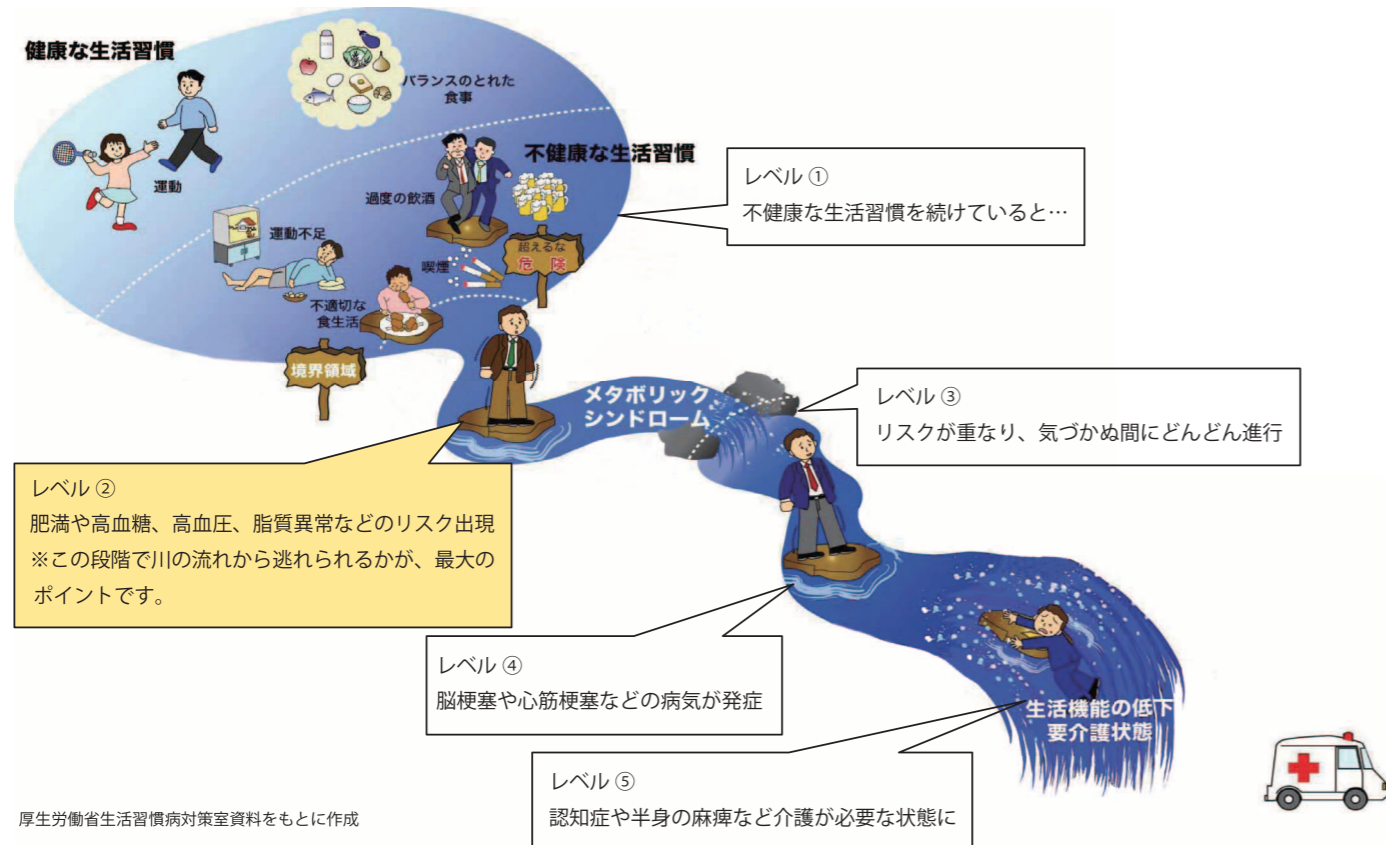 健康な生活習慣
バランスのとれた
食事
運動
不健康な生活習慣
過度の飲酒
運動不足
喫煙
超えるな
危険
不適切な
食生活
境界領域
レベル ①
不健康な生活習慣を続けていると…
メタボリック
シンドローム
レベル ③
リスクが重なり、気づかぬ間にどんどん進行
レベル ②
肥満や高血糖、高血圧、脂質異常などのリスク出現
※この段階で川の流れから逃れられるかが、最大の
ポイントです。
レベル ④
脳梗塞や心筋梗塞などの病気が発症
生活機能の低下
要介護状態
レベル ⑤
認知症や半身の麻痺など介護が必要な状態に
厚生労働省生活習慣病対策室資料をもとに作成